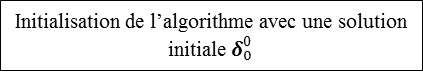 Initialisation de l’algorithme avec une solution
initiale δ₀⁰